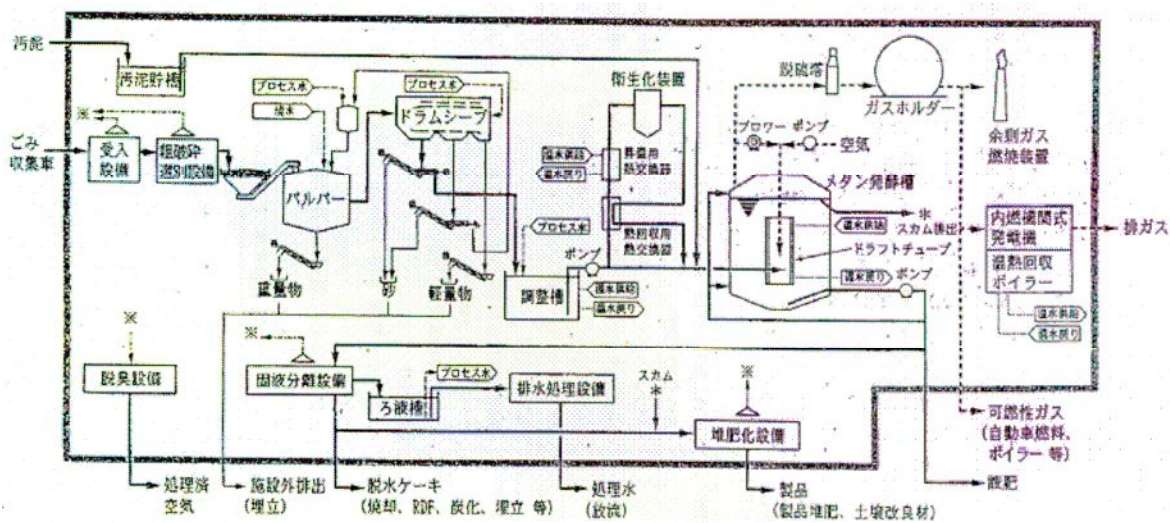 汚泥
汚泥貯槽
ごみ
収集車
※
受入
設備
粗破砕
選別設備
プロセス水
パルパー
重量物
プロセス水
ドラムシーブ
砂
軽量物
プロセス水
調整槽
ポンプ
温水供給
温水戻り
衛生化装置
昇温用
熱交換器
温水供給
温水戻り
熱回収用
熱交換器
脱硫塔
ガスホルダー
余剰ガス
燃焼装置
ブロワー
ポンプ
空気
メタン発酵槽
*
スカム排出
温水供給
ドラフトチューブ
温水戻り
ポンプ
内燃機関式
発電機
温熱回収
ボイラー
排ガス
温水供給
温水戻り
※
脱臭設備
※
固液分離設備
ろ液槽
プロセス水
排水処理設備
スカム
*
※
堆肥化設備
可燃性ガス
(自動車燃料、
ボイラー 等)
処理済
空気
施設外排出
(埋立)
脱水ケーキ
(焼却、RDF、炭化、埋立 等)
処理水
(放流)
製品
(製品堆肥、土壌改良材)
液肥